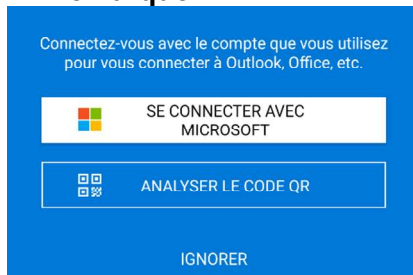 Connectez-vous avec le compte que vous utilisez
pour vous connecter à Outlook, Office, etc.
SE CONNECTER AVEC
MICROSOFT
ANALYSER LE CODE QR
IGNORER